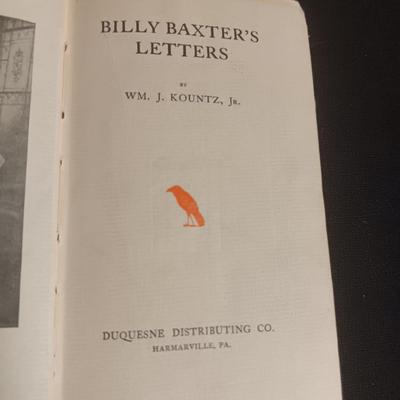 BILLY BAXTER'S
LETTERS
BY
WM. J. KOUNTZ, JR.
DUQUESNE DISTRIBUTING CO.
HARMARVILLE, PA.